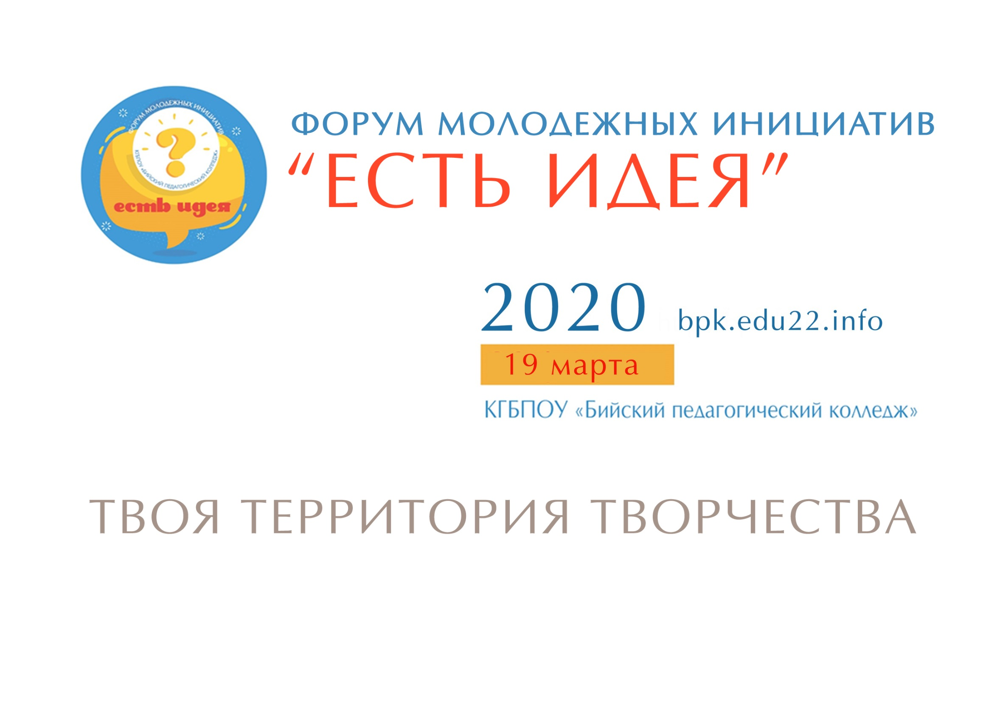 ФОРУМ МОЛОДЕЖНЫХ ИНИЦИАТИВ
КГБПОУ «БИЙСКИЙ ПЕДАГОГИЧЕСКИЙ КОЛЛЕДЖ»
есть идея
ФОРУМ МОЛОДЕЖНЫХ ИНИЦИАТИВ
“ЕСТЬ ИДЕЯ”
2020 bpk.edu22.info
19 марта
КГБПОУ «Бийский педагогический колледж»
ТВОЯ ТЕРРИТОРИЯ ТВОРЧЕСТВА